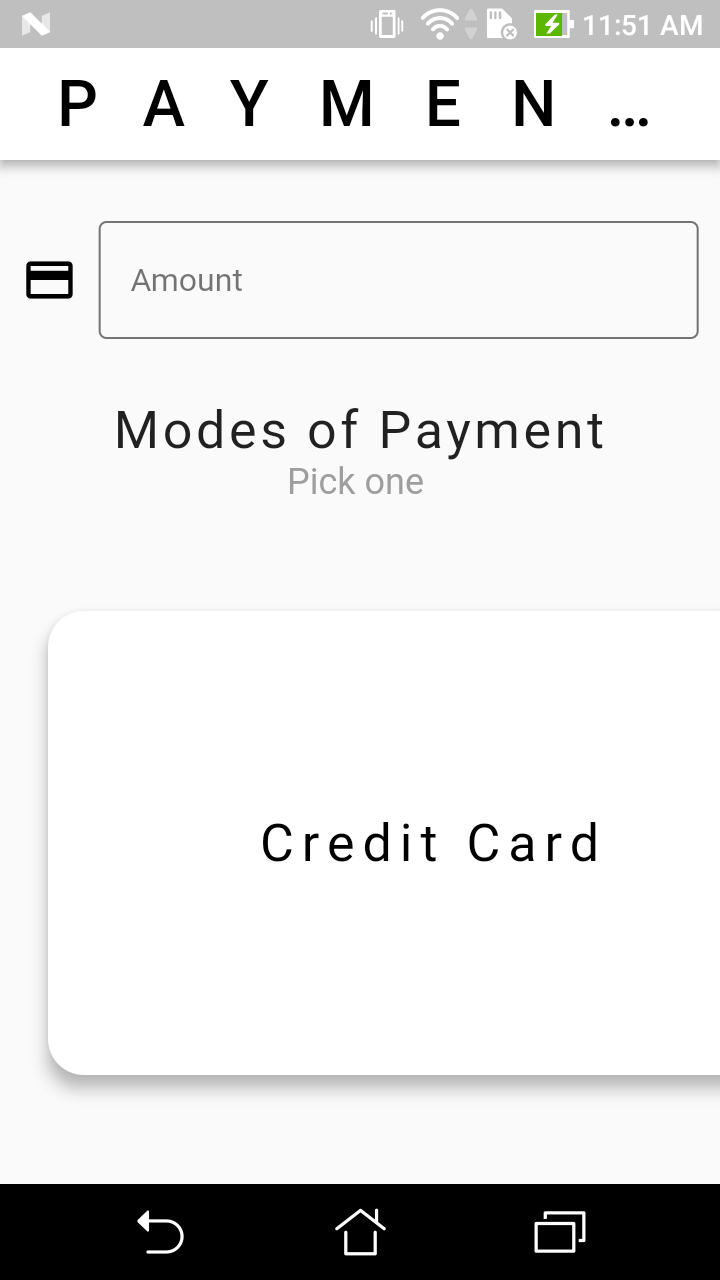 11:51 AM
P A Y M E N …
Amount
Modes of Payment
Pick one
Credit Card